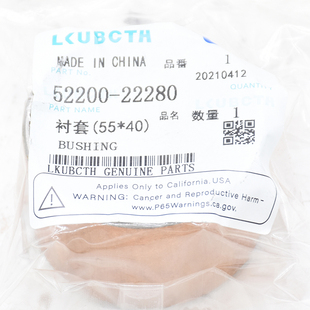 LKUBCTH
MADE IN CHINA 品番 1
PART NO 20210412
52200-22280 QUANTITY
PART NAME 品名 数量 1
衬套(55*40)
BUSHING
LKUBCTH GENUINE PARTS
Applies Only to California, USA
WARNING: Cancer and Reproductive Harm-
www.P65Warnings.ca.gov